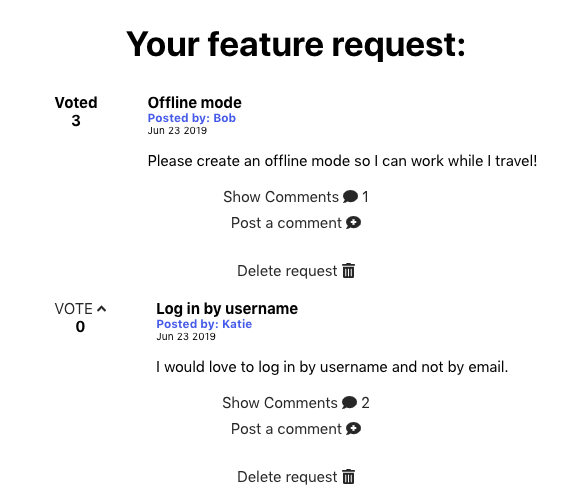 Your feature request:
Voted
3
Offline mode
Posted by: Bob
Jun 23 2019
Please create an offline mode so I can work while I travel!
Show Comments 1
Post a comment
Delete request
VOTE
0
Log in by username
Posted by: Katie
Jun 23 2019
I would love to log in by username and not by email.
Show Comments 2
Post a comment
Delete request